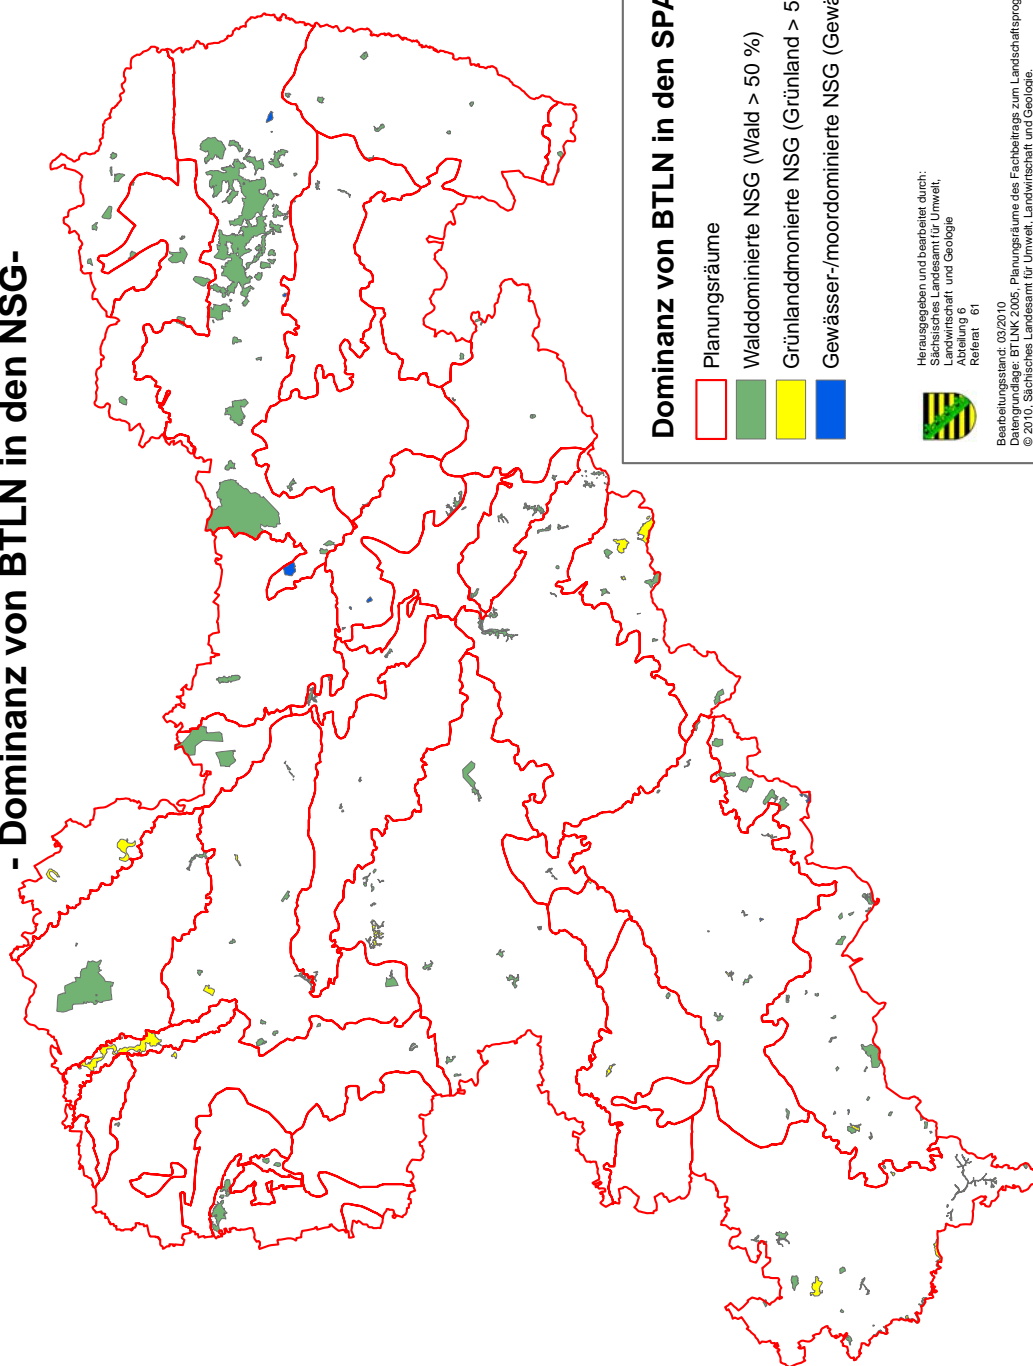 - Dominanz von BTLN in den NSG-
Dominanz von BTLN in den SPA
Planungsräume
Walddominierte NSG (Wald > 50 %)
Grünlanddmonierte NSG (Grünland > 5
Gewässer-/moordominierte NSG (Gewä
Herausgegeben und bearbeitet durch:
Sächsisches Landesamt für Umwelt,
Landwirtschaft und Geologie
Abteilung 6
Referat 61
Bearbeitungsstand: 03/2010
Datengrundlage: BTLNK 2005, Planungsräume des Fachbeitrags zum Landschaftsprog
© 2010, Sächsisches Landesamt für Umwelt, Landwirtschaft und Geologie.